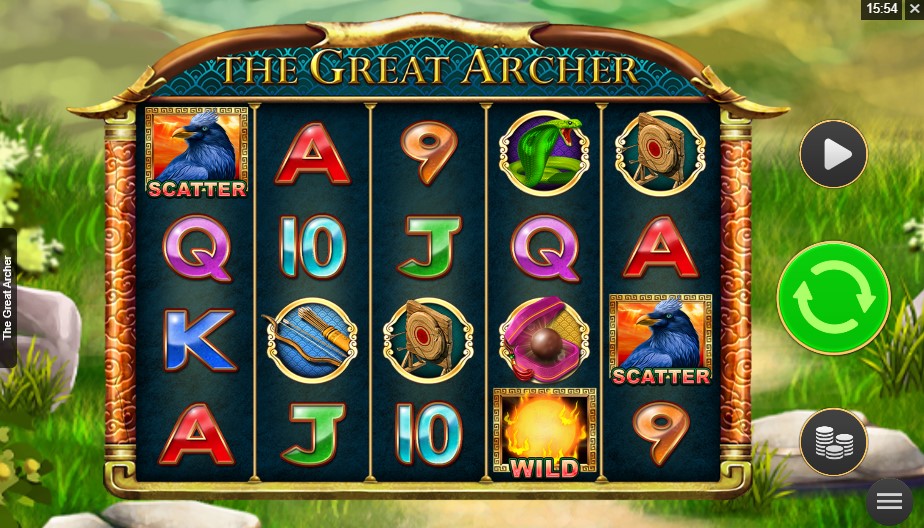 15:54
THE GREAT ARCHER
SCATTER A 9
Q 10 J Q A
K
SCATTER
A J 10 WILD 9
The Great Archer